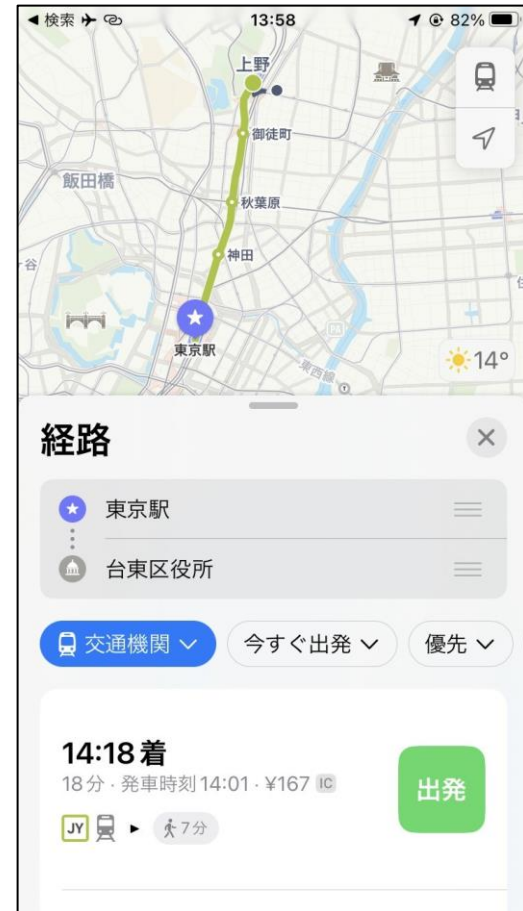 ◀検索
13:58
82%
上野
御徒町
飯田橋
秋葉原
神田
東京駅
東西線
14°
経路
東京駅
台東区役所
交通機関
今すぐ出発
優先
14:18着
18分 · 発車時刻14:01 · ¥167 IC
JY ▶ 7分
出発